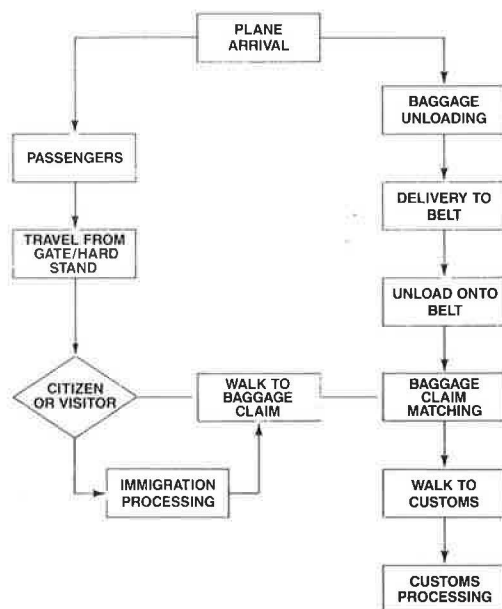 PLANE
ARRIVAL
BAGGAGE
UNLOADING
PASSENGERS
DELIVERY TO
BELT
TRAVEL FROM
GATE/HARD
STAND
UNLOAD ONTO
BELT
CITIZEN
OR VISITOR
WALK TO
BAGGAGE
CLAIM
BAGGAGE
CLAIM
MATCHING
IMMIGRATION
PROCESSING
WALK TO
CUSTOMS
CUSTOMS
PROCESSING